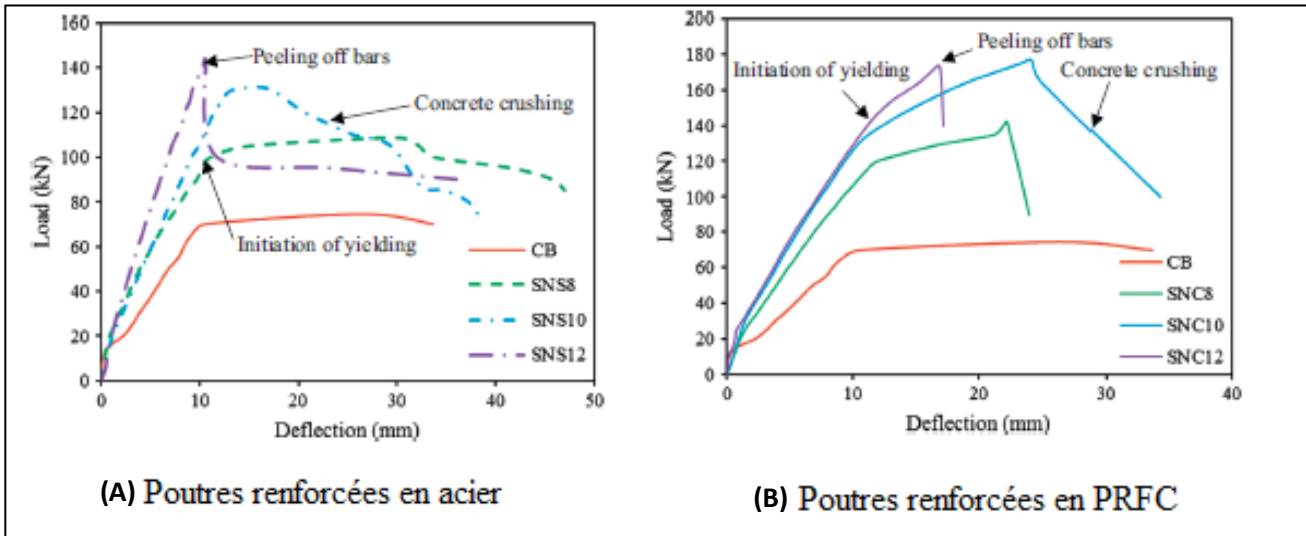 160
140
120
100
80
60
40
20
0
Load (kN)
Peeling off bars
Concrete crushing
Initiation of yielding
CB
SNS8
SNS10
SNS12
0 10 20 30 40 50
Deflection (mm)
(A) Poutres renforcées en acier
200
180
160
140
120
100
80
60
40
20
0
Load (kN)
Peeling off bars
Initiation of yielding
Concrete crushing
CB
SNC8
SNC10
SNC12
0 10 20 30 40
Deflection (mm)
(B) Poutres renforcées en PRFC